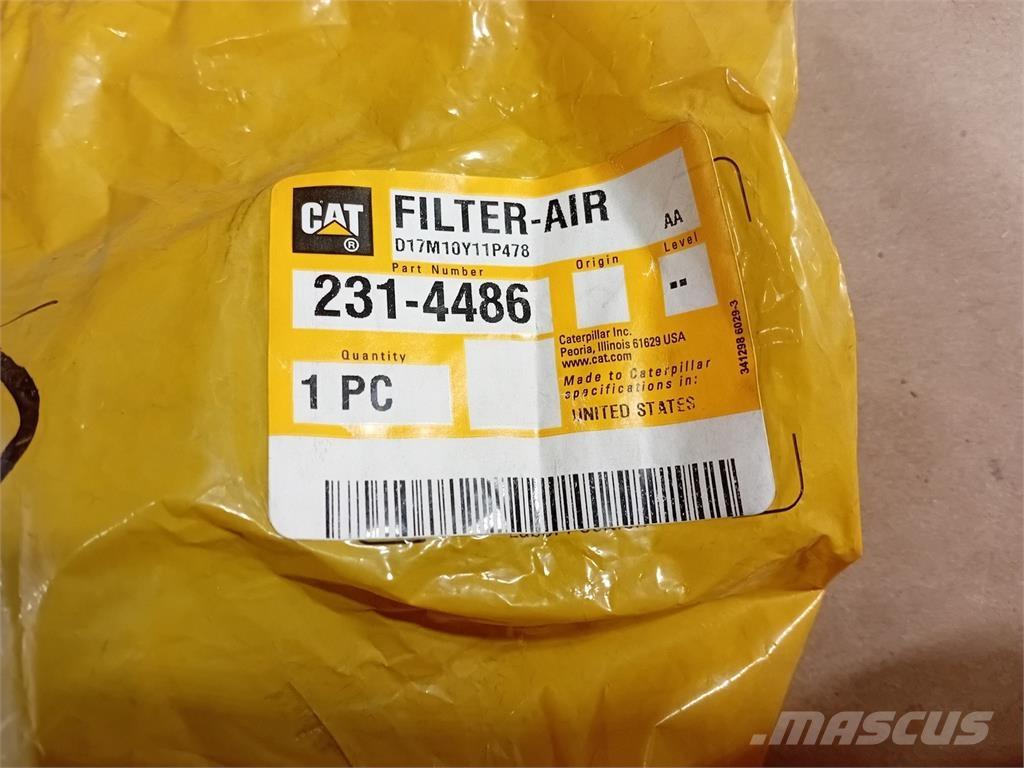 CAT
®
FILTER-AIR
AA
D17M10Y11P478
Part Number
Origin
Level
231-4486
--
Caterpillar Inc.
Peoria, Illinois 61629 USA
www.cat.com
341298 6029-3
Quantity
1 PC
Made to Caterpillar
specifications in:
UNITED STATES
MASCUS